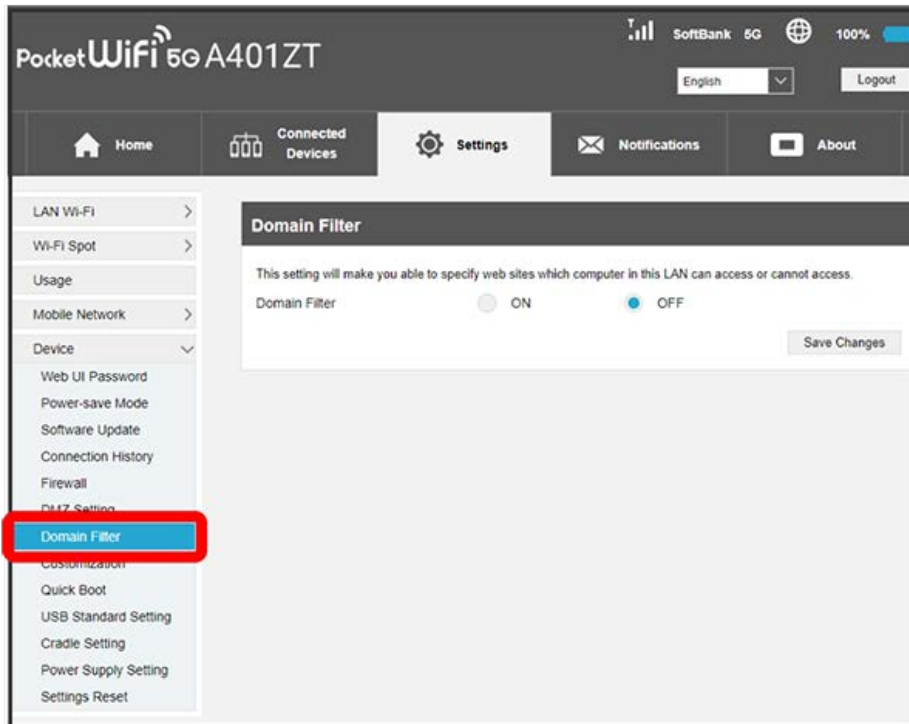 SoftBank 5G 100%
Pocket WiFi 5G A401ZT
English Logout
Home
Connected
Devices
Settings
Notifications
About
LAN Wi-Fi
Wi-Fi Spot
Usage
Mobile Network
Device
Web UI Password
Power-save Mode
Software Update
Connection History
Firewall
DMZ Setting
Domain Filter
Customization
Quick Boot
USB Standard Setting
Cradle Setting
Power Supply Setting
Settings Reset
Domain Filter
This setting will make you able to specify web sites which computer in this LAN can access or cannot access.
Domain Filter ON OFF
Save Changes